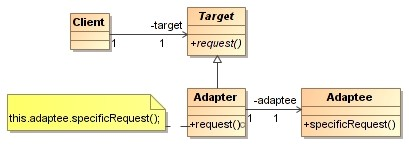 Client
-target
1
1
Target
+request()
this.adaptee.specificRequest();
Adapter
+request()
-adaptee
1
1
Adaptee
+specificRequest()